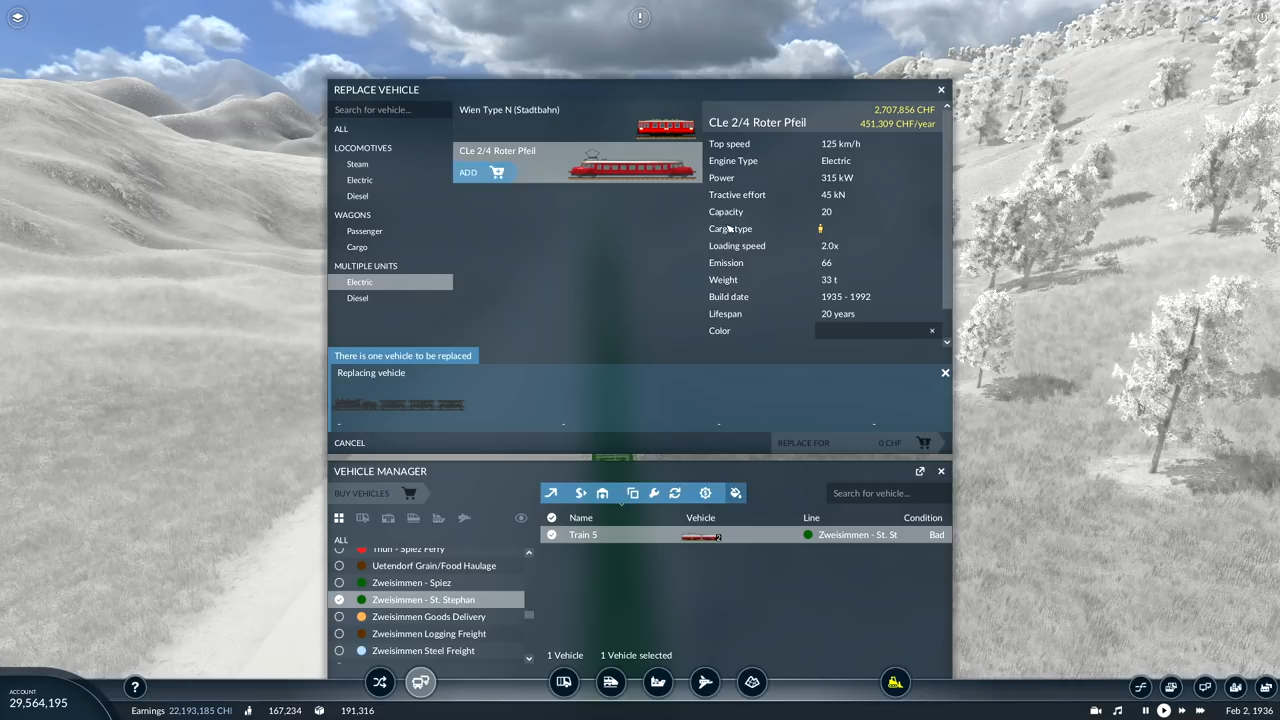 REPLACE VEHICLE
Search for vehicle...
ALL
LOCOMOTIVES
Steam
Electric
Diesel
WAGONS
Passenger
Cargo
MULTIPLE UNITS
Electric
Diesel
Wien Type N (Stadtbahn)
CLe 2/4 Roter Pfeil
ADD
2,707,856 CHF
CLe 2/4 Roter Pfeil
451,309 CHF/year
Top speed 125 km/h
Engine Type Electric
Power 315 kW
Tractive effort 45 kN
Capacity 20
Cargo type
Loading speed 2.0x
Emission 66
Weight 33 t
Build date 1935 - 1992
Lifespan 20 years
Color
There is one vehicle to be replaced
Replacing vehicle
- - - -
CANCEL
REPLACE FOR 0 CHF
VEHICLE MANAGER
BUY VEHICLES
Search for vehicle...
ALL
Thun - Spiez Ferry
Uetendorf Grain/Food Haulage
Zweisimmen - Spiez
Zweisimmen - St. Stephan
Zweisimmen Goods Delivery
Zweisimmen Logging Freight
Zweisimmen Steel Freight
Name Vehicle Line Condition
Train 5 2 Zweisimmen - St. St Bad
1 Vehicle 1 Vehicle selected
ACCOUNT
29,564,195
?
Earnings 22,193,185 CHI 167,234 191,316
Feb 2, 1936